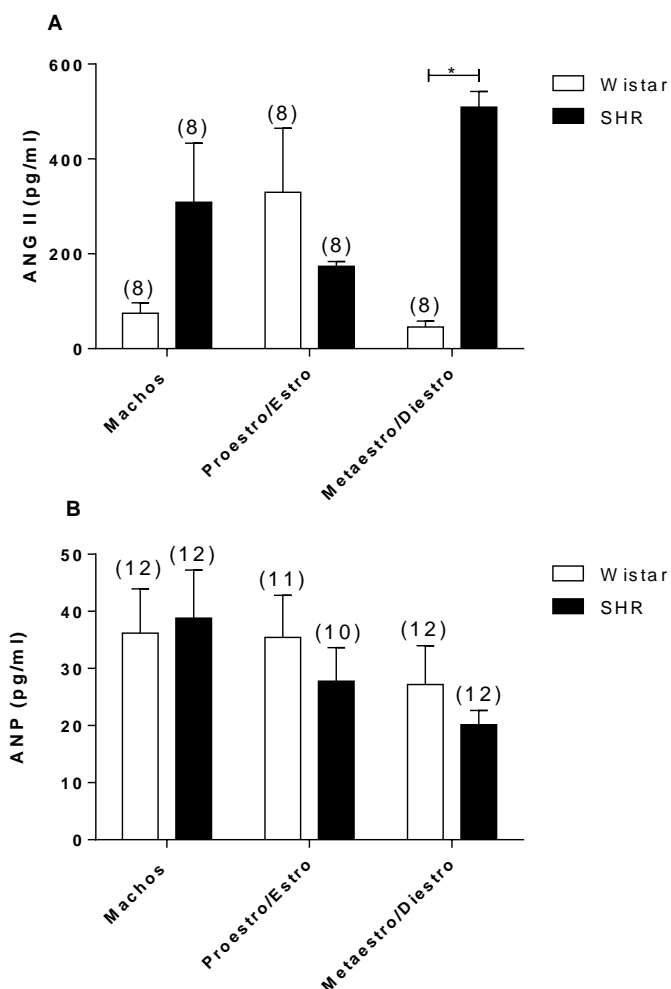 A
600
400
200
0
ANG II (pg/ml)
(8)
(8)
(8)
(8)
(8)
*
Wistar
SHR
Machos
Proestro/Estro
Metaestro/Diestro
B
50
40
30
20
10
0
ANP (pg/ml)
(12)
(12)
(11)
(10)
(12)
(12)
Wistar
SHR
Machos
Proestro/Estro
Metaestro/Diestro